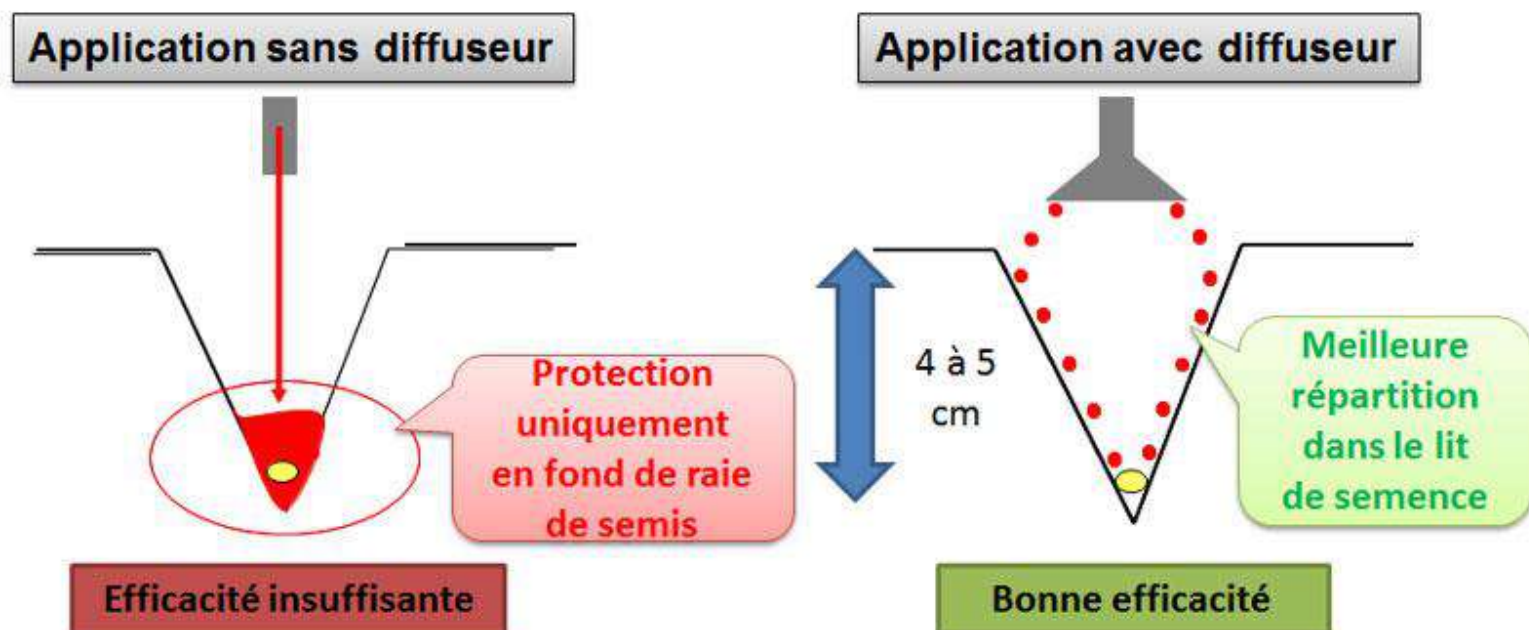 Application sans diffuseur
Application avec diffuseur
Protection
uniquement
en fond de raie
de semis
4 à 5
cm
Meilleure
répartition
dans le lit
de semence
Efficacité insuffisante
Bonne efficacité